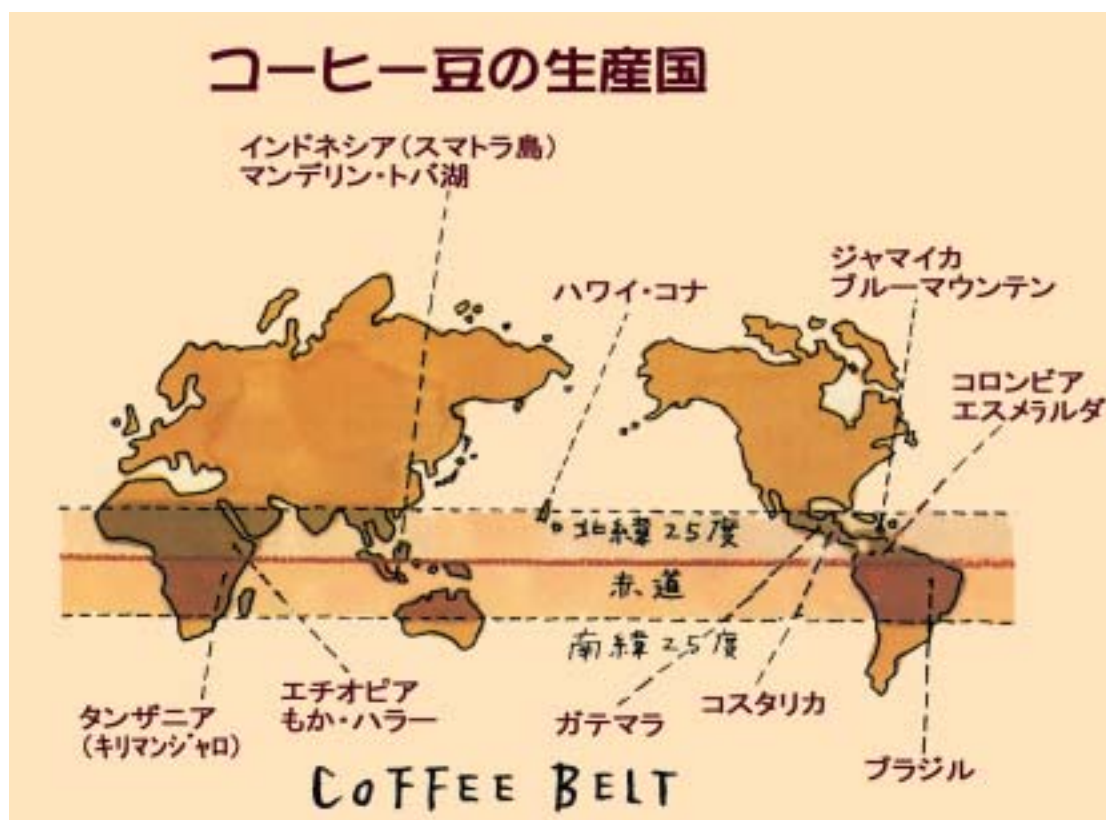 コーヒー豆の生産国
インドネシア(スマトラ島)
マンデリン・トバ湖
ハワイ・コナ
ジャマイカ
ブルーマウンテン
コロンビア
エスメラルダ
北緯25度
赤道
南緯25度
タンザニア
(キリマンジャロ)
エチオピア
もか・ハラー
ガテマラ
コスタリカ
ブラジル
COFFEE BELT